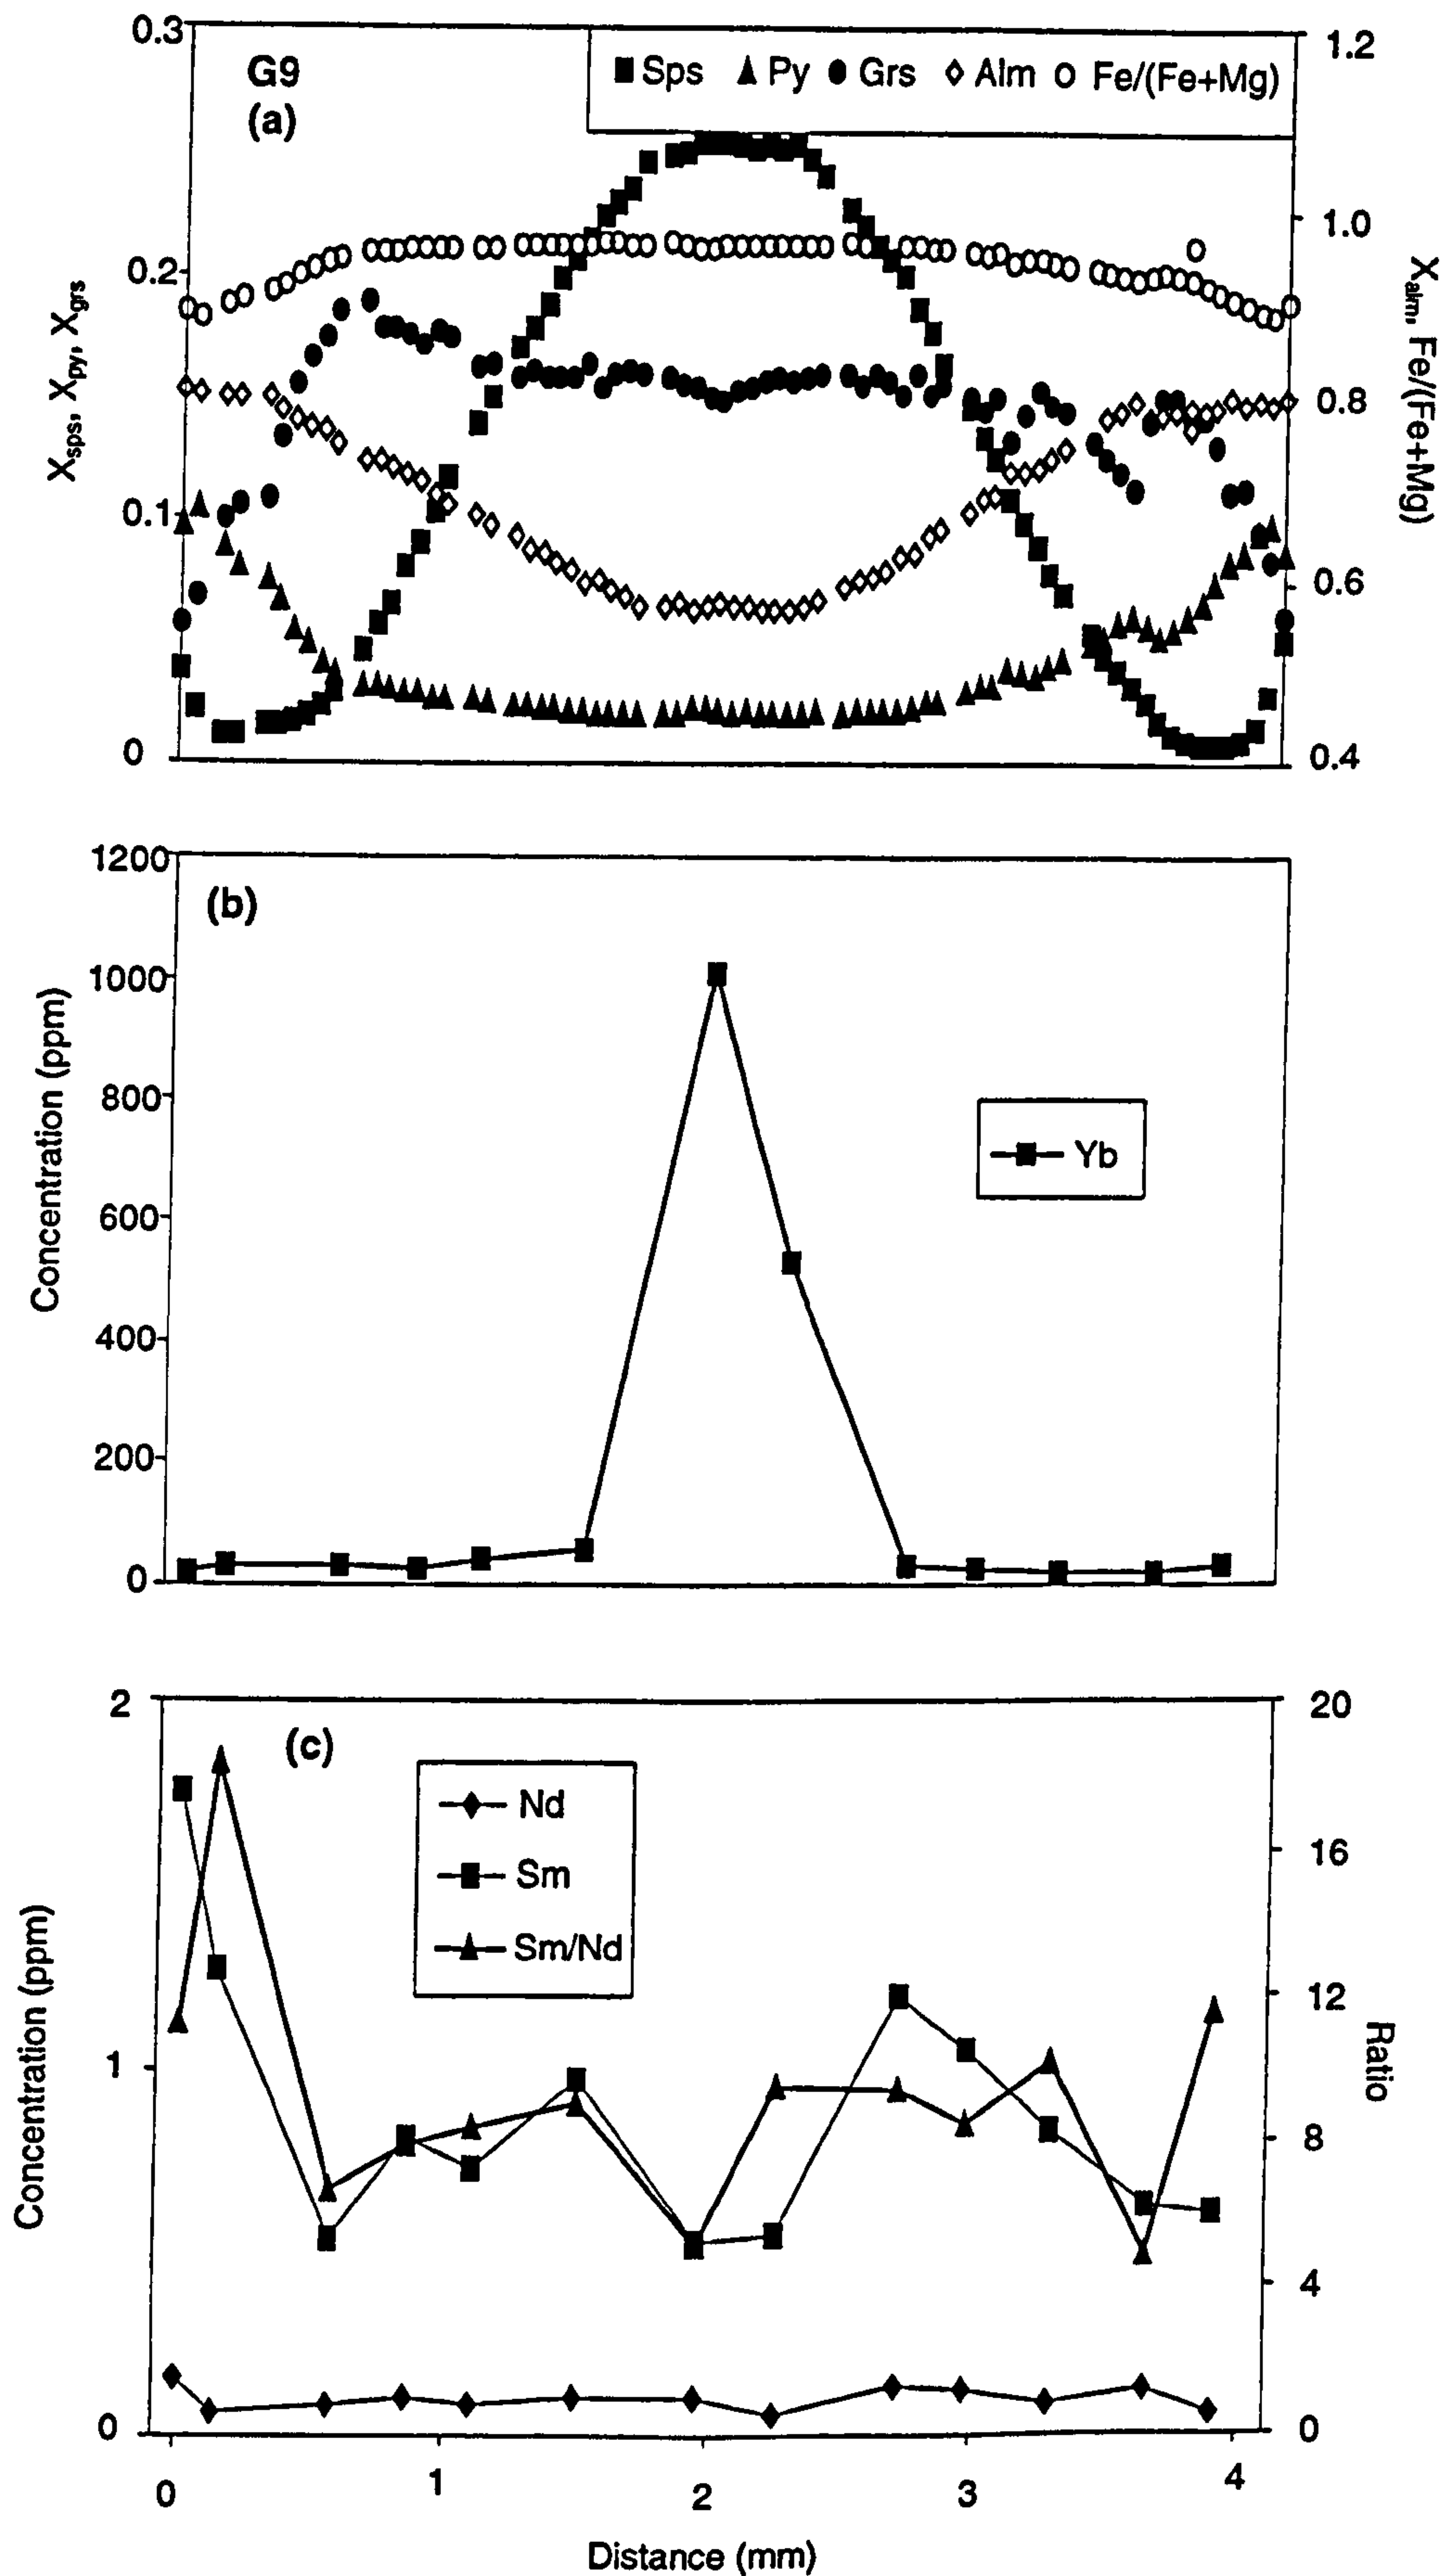 G9
(a)
Sps Py Grs Alm Fe/(Fe+Mg)
0.3
0.2
0.1
0
Xsps, Xpy, Xgrs
1.2
1.0
0.8
0.6
0.4
Xalm, Fe/(Fe+Mg)
(b)
1200
1000
800
600
400
200
0
Concentration (ppm)
Yb
(c)
2
1
0
Concentration (ppm)
Nd
Sm
Sm/Nd
20
16
12
8
4
0
Ratio
0 1 2 3 4
Distance (mm)